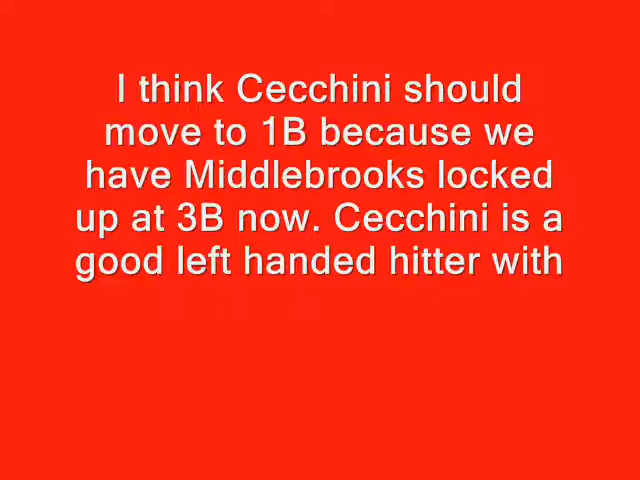 I think Cecchini should
move to 1B because we
have Middlebrooks locked
up at 3B now. Cecchini is a
good left handed hitter with